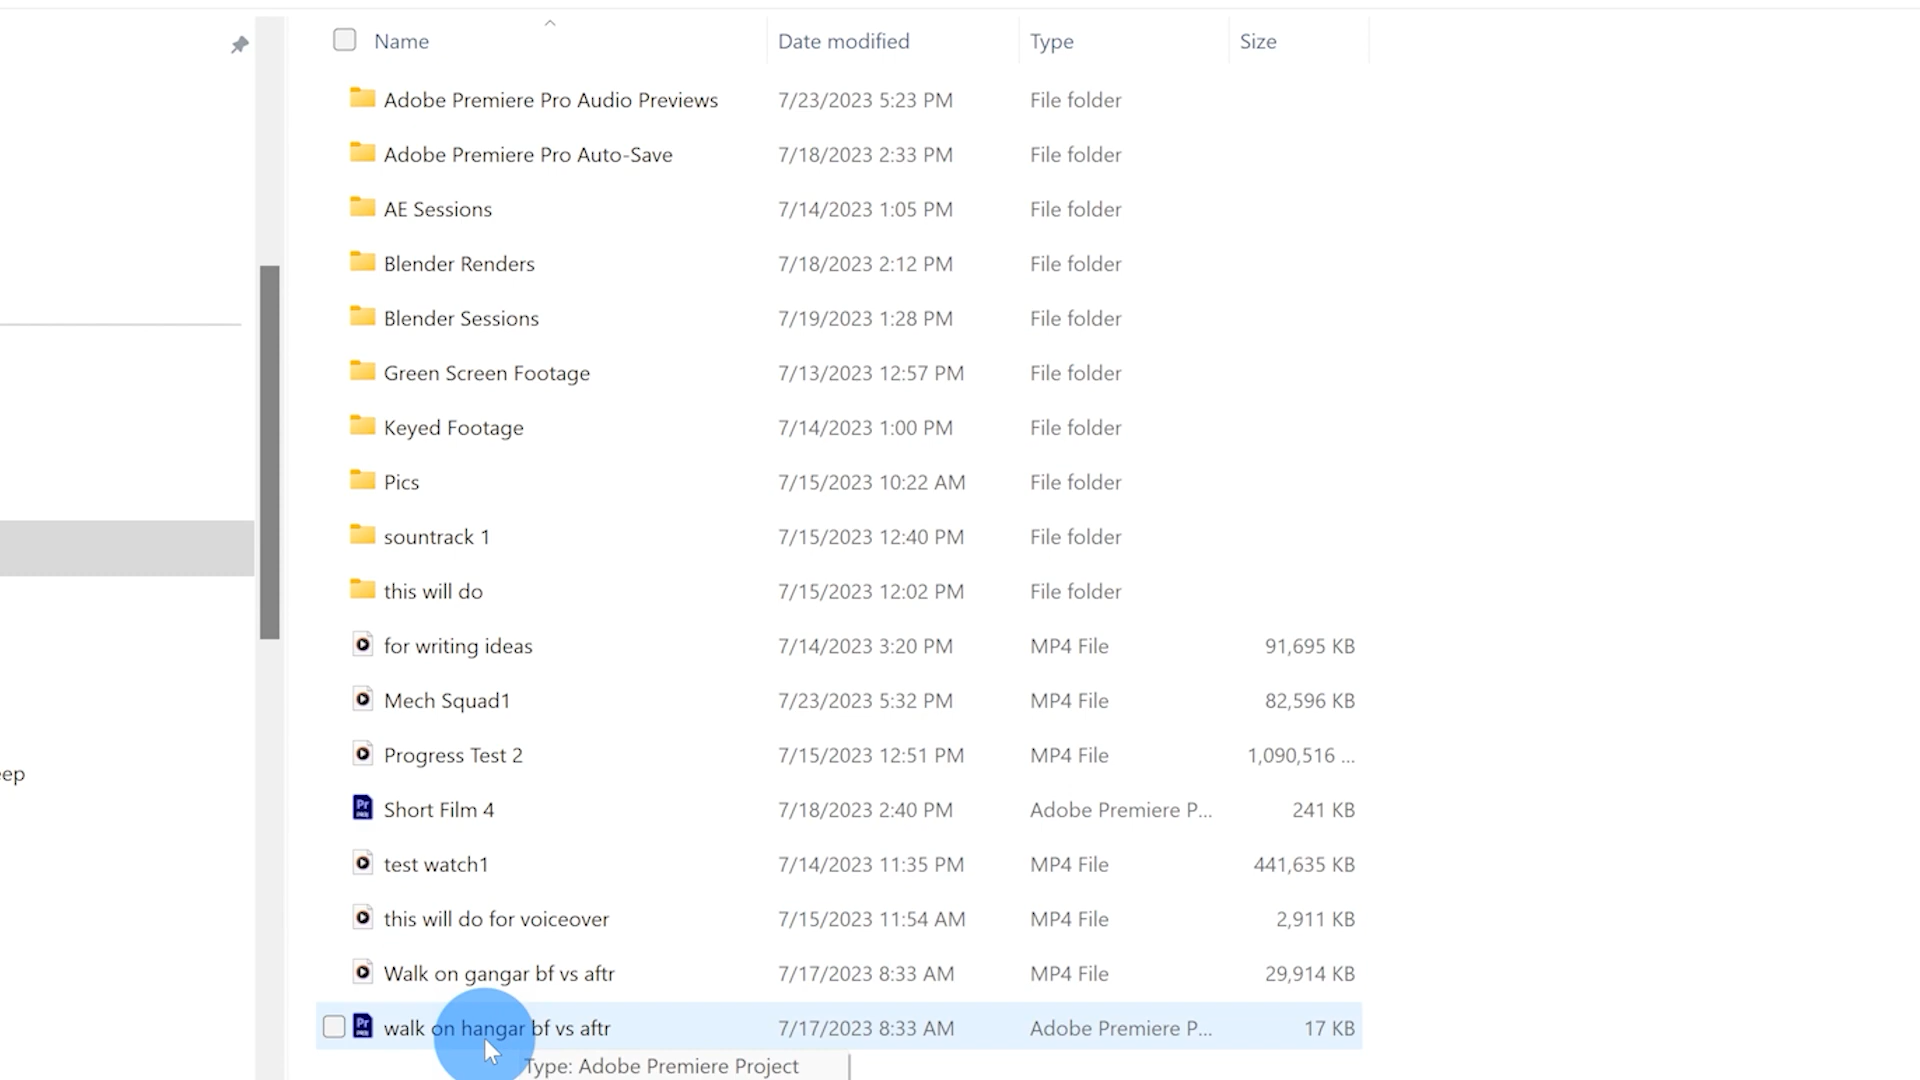 Name Date modified Type Size
Adobe Premiere Pro Audio Previews 7/23/2023 5:23 PM File folder
Adobe Premiere Pro Auto-Save 7/18/2023 2:33 PM File folder
AE Sessions 7/14/2023 1:05 PM File folder
Blender Renders 7/18/2023 2:12 PM File folder
Blender Sessions 7/19/2023 1:28 PM File folder
Green Screen Footage 7/13/2023 12:57 PM File folder
Keyed Footage 7/14/2023 1:00 PM File folder
Pics 7/15/2023 10:22 AM File folder
sountrack 1 7/15/2023 12:40 PM File folder
this will do 7/15/2023 12:02 PM File folder
for writing ideas 7/14/2023 3:20 PM MP4 File 91,695 KB
Mech Squad1 7/23/2023 5:32 PM MP4 File 82,596 KB
Progress Test 2 7/15/2023 12:51 PM MP4 File 1,090,516 ...
eep
Pr Short Film 4 7/18/2023 2:40 PM Adobe Premiere P... 241 KB
test watch1 7/14/2023 11:35 PM MP4 File 441,635 KB
this will do for voiceover 7/15/2023 11:54 AM MP4 File 2,911 KB
Walk on gangar bf vs aftr 7/17/2023 8:33 AM MP4 File 29,914 KB
Pr walk on hangar bf vs aftr 7/17/2023 8:33 AM Adobe Premiere P... 17 KB
Type: Adobe Premiere Project